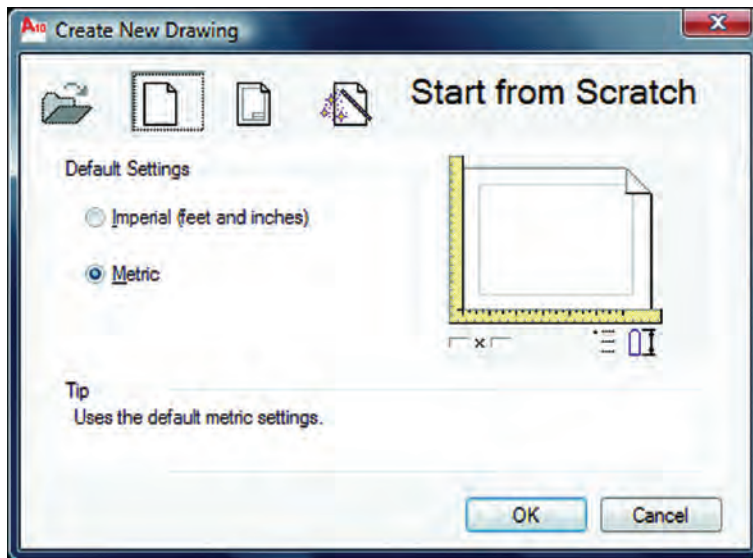 A10 Create New Drawing
Start from Scratch
Default Settings
Imperial (feet and inches)
Metric
Tip
Uses the default metric settings.
OK Cancel